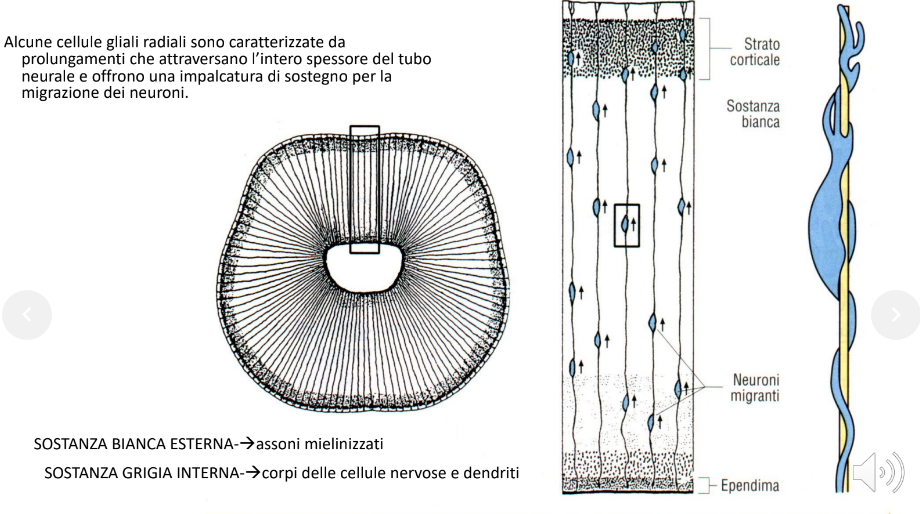 Alcune cellule gliali radiali sono caratterizzate da
prolungamenti che attraversano l'intero spessore del tubo
neurale e offrono una impalcatura di sostegno per la
migrazione dei neuroni.
Strato
corticale
Sostanza
bianca
Neuroni
migranti
Ependima
SOSTANZA BIANCA ESTERNA-→assoni mielinizzati
SOSTANZA GRIGIA INTERNA-→corpi delle cellule nervose e dendriti